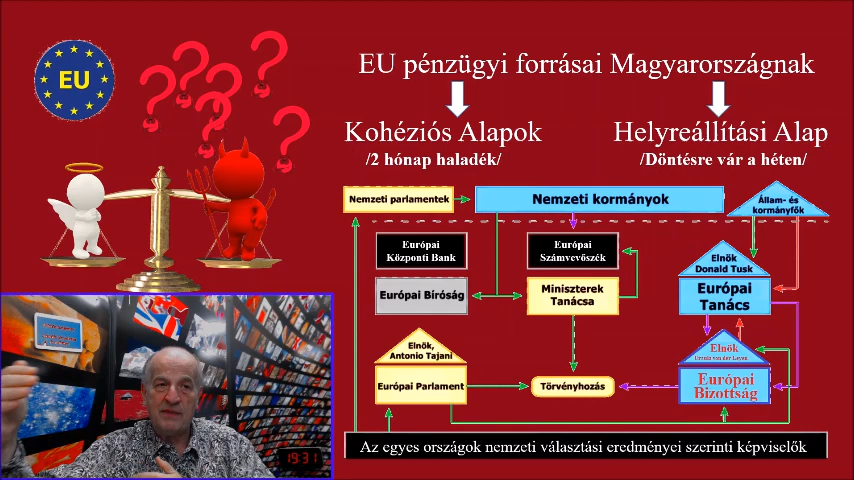 EU
EU pénzügyi forrásai Magyarországnak
Kohéziós Alapok
/2 hónap haladék/
Helyreállítási Alap
/Döntésre vár a héten/
Nemzeti parlamentek
Nemzeti kormányok
Állam- és
kormányfők
Európai
Központi Bank
Európai
Számvevőszék
Elnök
Donald Tusk
Európai
Tanács
Európai Bíróság
Miniszterek
Tanácsa
Elnök,
Antonio Tajani
Európai Parlament
Törvényhozás
Elnök
Ursula von der Leyen
Európai
Bizottság
Az egyes országok nemzeti választási eredményei szerinti képviselők
19:31